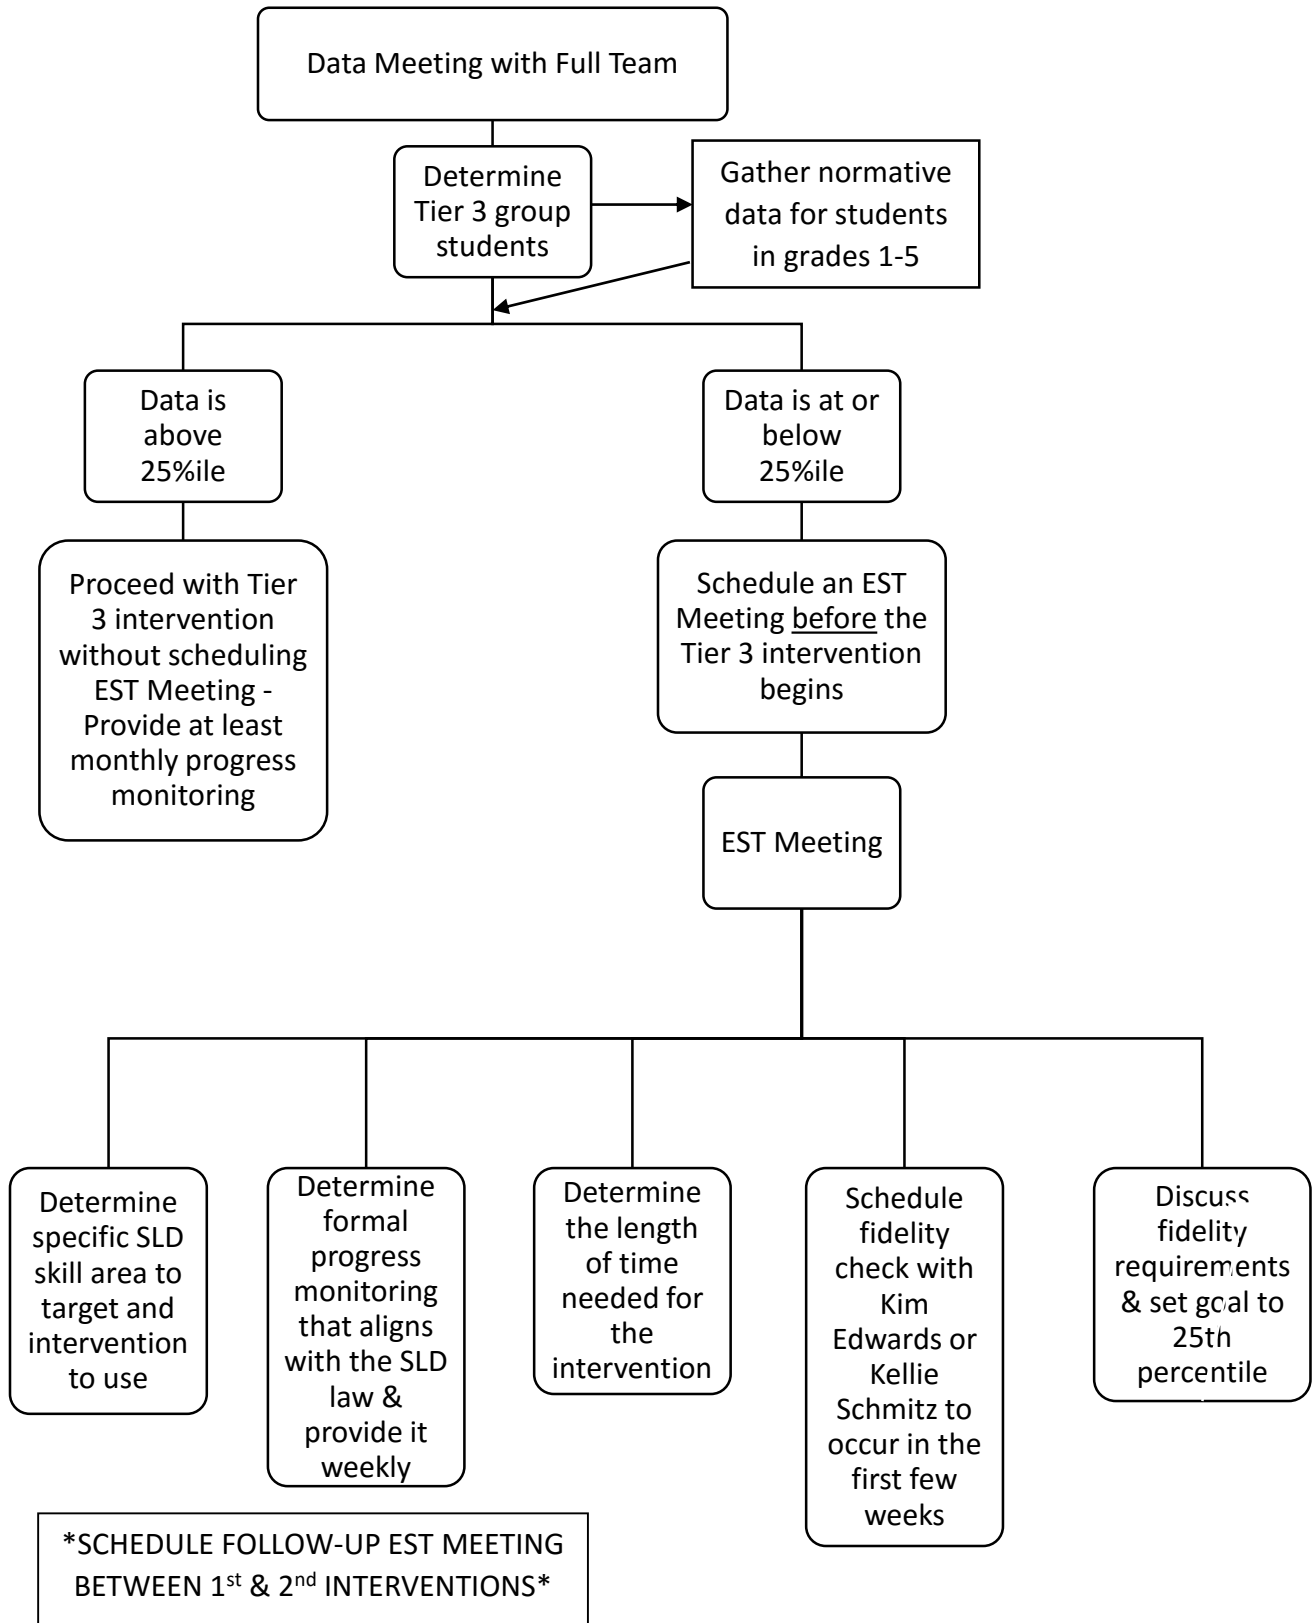 Data Meeting with Full Team
Determine
Tier 3 group
students
Gather normative
data for students
in grades 1-5
Data is
above
25%ile
Data is at or
below
25%ile
Proceed with Tier
3 intervention
without scheduling
EST Meeting -
Provide at least
monthly progress
monitoring
Schedule an EST
Meeting before the
Tier 3 intervention
begins
EST Meeting
Determine
specific SLD
skill area to
target and
intervention
to use
Determine
formal
progress
monitoring
that aligns
with the SLD
law &
provide it
weekly
Determine
the length
of time
needed for
the
intervention
Schedule
fidelity
check with
Kim
Edwards or
Kellie
Schmitz to
occur in the
first few
weeks
Discuss
fidelity
requirements
& set goal to
25th
percentile
*SCHEDULE FOLLOW-UP EST MEETING
BETWEEN 1st & 2nd INTERVENTIONS*